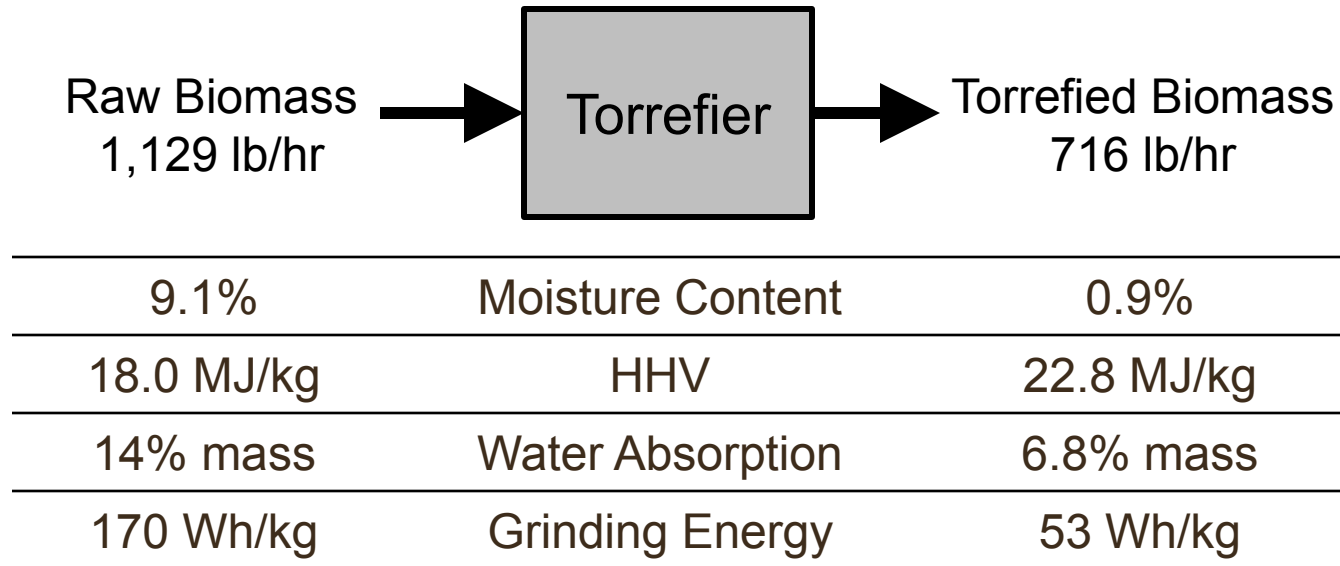 Raw Biomass
1,129 lb/hr
Torrefier
Torrefied Biomass
716 lb/hr
9.1% Moisture Content 0.9%
18.0 MJ/kg HHV 22.8 MJ/kg
14% mass Water Absorption 6.8% mass
170 Wh/kg Grinding Energy 53 Wh/kg